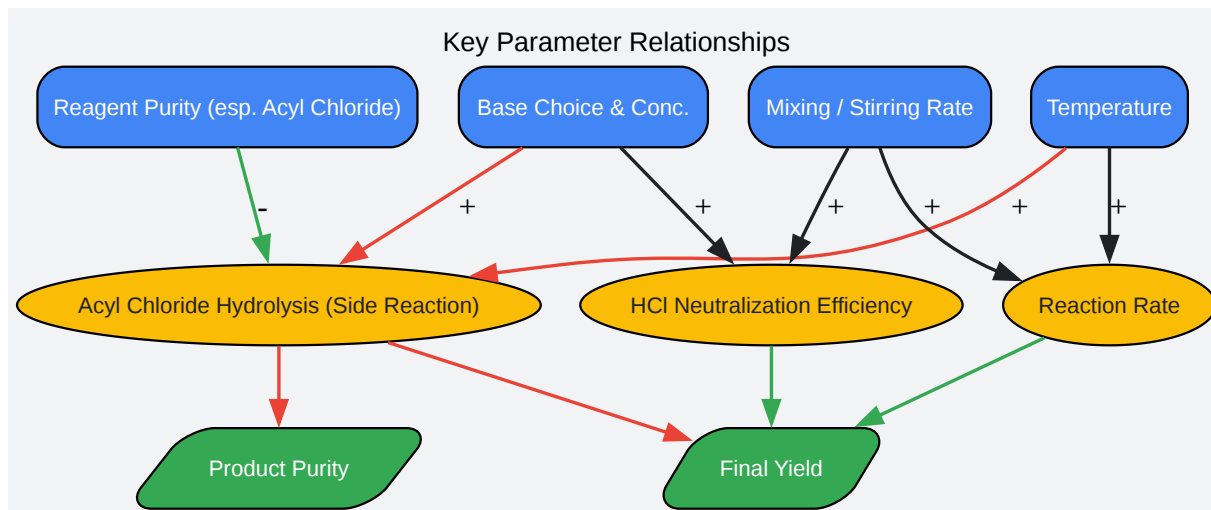 Key Parameter Relationships
Reagent Purity (esp. Acyl Chloride)
Base Choice & Conc.
Mixing / Stirring Rate
Temperature
-
+
+
+
+
+
+
Acyl Chloride Hydrolysis (Side Reaction)
HCl Neutralization Efficiency
Reaction Rate
Product Purity
Final Yield